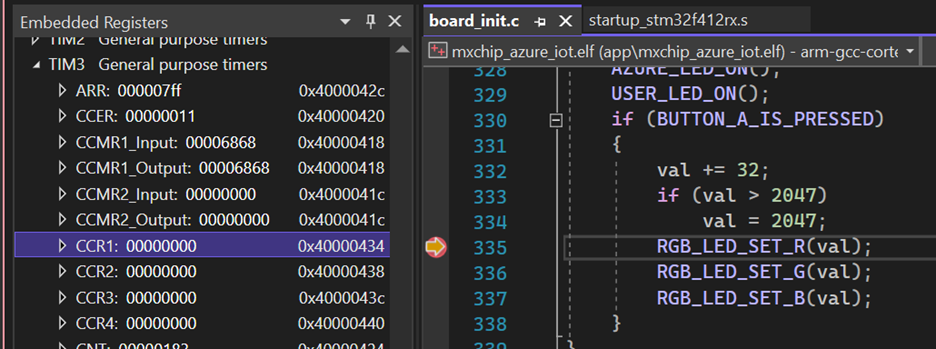 Embedded Registers
TIM2 General purpose timers
TIM3 General purpose timers
ARR: 000007ff 0x4000042c
CCER: 00000011 0x40000420
CCMR1_Input: 00006868 0x40000418
CCMR1_Output: 00006868 0x40000418
CCMR2_Input: 00000000 0x4000041c
CCMR2_Output: 00000000 0x4000041c
CCR1: 00000000 0x40000434
CCR2: 00000000 0x40000438
CCR3: 00000000 0x4000043c
CCR4: 00000000 0x40000440
CNT: 00000183 0x40000424
board_init.c startup_stm32f412rx.s
mxchip_azure_iot.elf (app\mxchip_azure_iot.elf) - arm-gcc-corte
328 AZURE_LED_ON();
329 USER_LED_ON();
330 if (BUTTON_A_IS_PRESSED)
331 {
332 val += 32;
333 if (val > 2047)
334 val = 2047;
335 RGB_LED_SET_R(val);
336 RGB_LED_SET_G(val);
337 RGB_LED_SET_B(val);
338 }
339 }